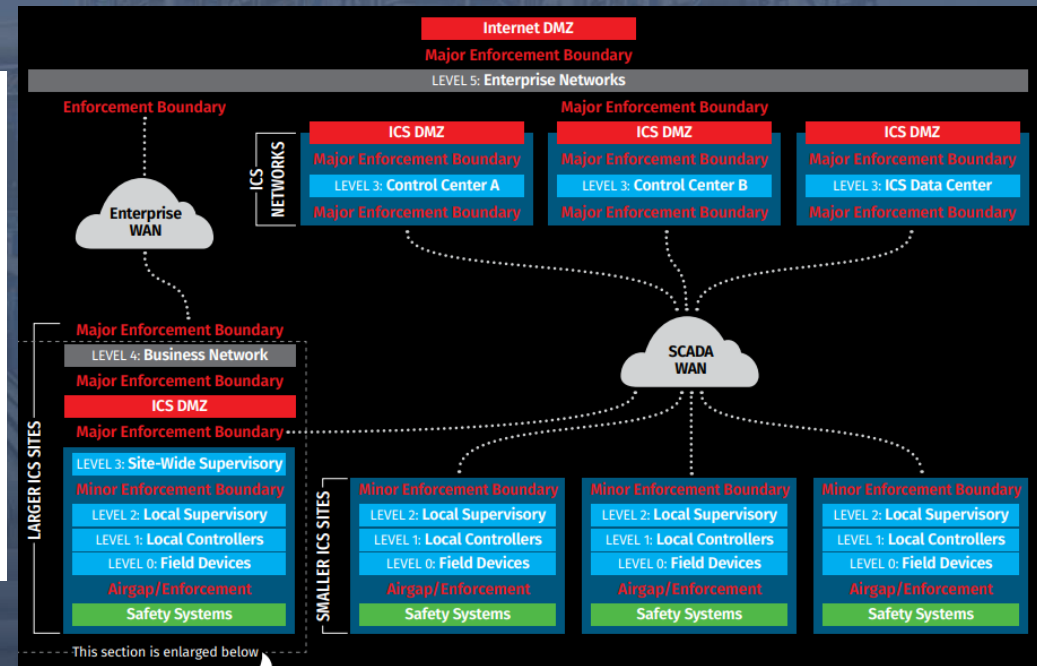 Internet DMZ
Major Enforcement Boundary
LEVEL 5: Enterprise Networks
Enforcement Boundary
Major Enforcement Boundary
ICS NETWORKS
ICS DMZ
Major Enforcement Boundary
LEVEL 3: Control Center A
Major Enforcement Boundary
ICS DMZ
Major Enforcement Boundary
LEVEL 3: Control Center B
Major Enforcement Boundary
ICS DMZ
Major Enforcement Boundary
LEVEL 3: ICS Data Center
Major Enforcement Boundary
Enterprise
WAN
SCADA
WAN
LARGER ICS SITES
Major Enforcement Boundary
LEVEL 4: Business Network
Major Enforcement Boundary
ICS DMZ
Major Enforcement Boundary
LEVEL 3: Site-Wide Supervisory
Minor Enforcement Boundary
LEVEL 2: Local Supervisory
LEVEL 1: Local Controllers
LEVEL 0: Field Devices
Airgap/Enforcement
Safety Systems
This section is enlarged below
SMALLER ICS SITES
Minor Enforcement Boundary
LEVEL 2: Local Supervisory
LEVEL 1: Local Controllers
LEVEL 0: Field Devices
Airgap/Enforcement
Safety Systems
Minor Enforcement Boundary
LEVEL 2: Local Supervisory
LEVEL 1: Local Controllers
LEVEL 0: Field Devices
Airgap/Enforcement
Safety Systems
Minor Enforcement Boundary
LEVEL 2: Local Supervisory
LEVEL 1: Local Controllers
LEVEL 0: Field Devices
Airgap/Enforcement
Safety Systems